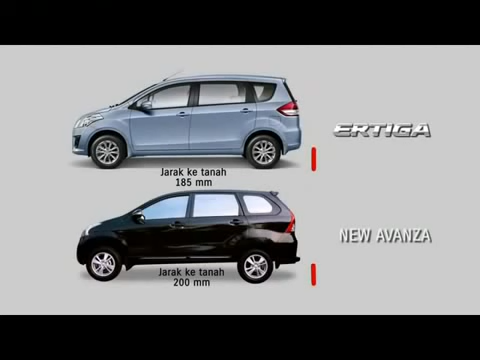 ERTIGA
Jarak ke tanah
185 mm
NEW AVANZA
Jarak ke tanah
200 mm